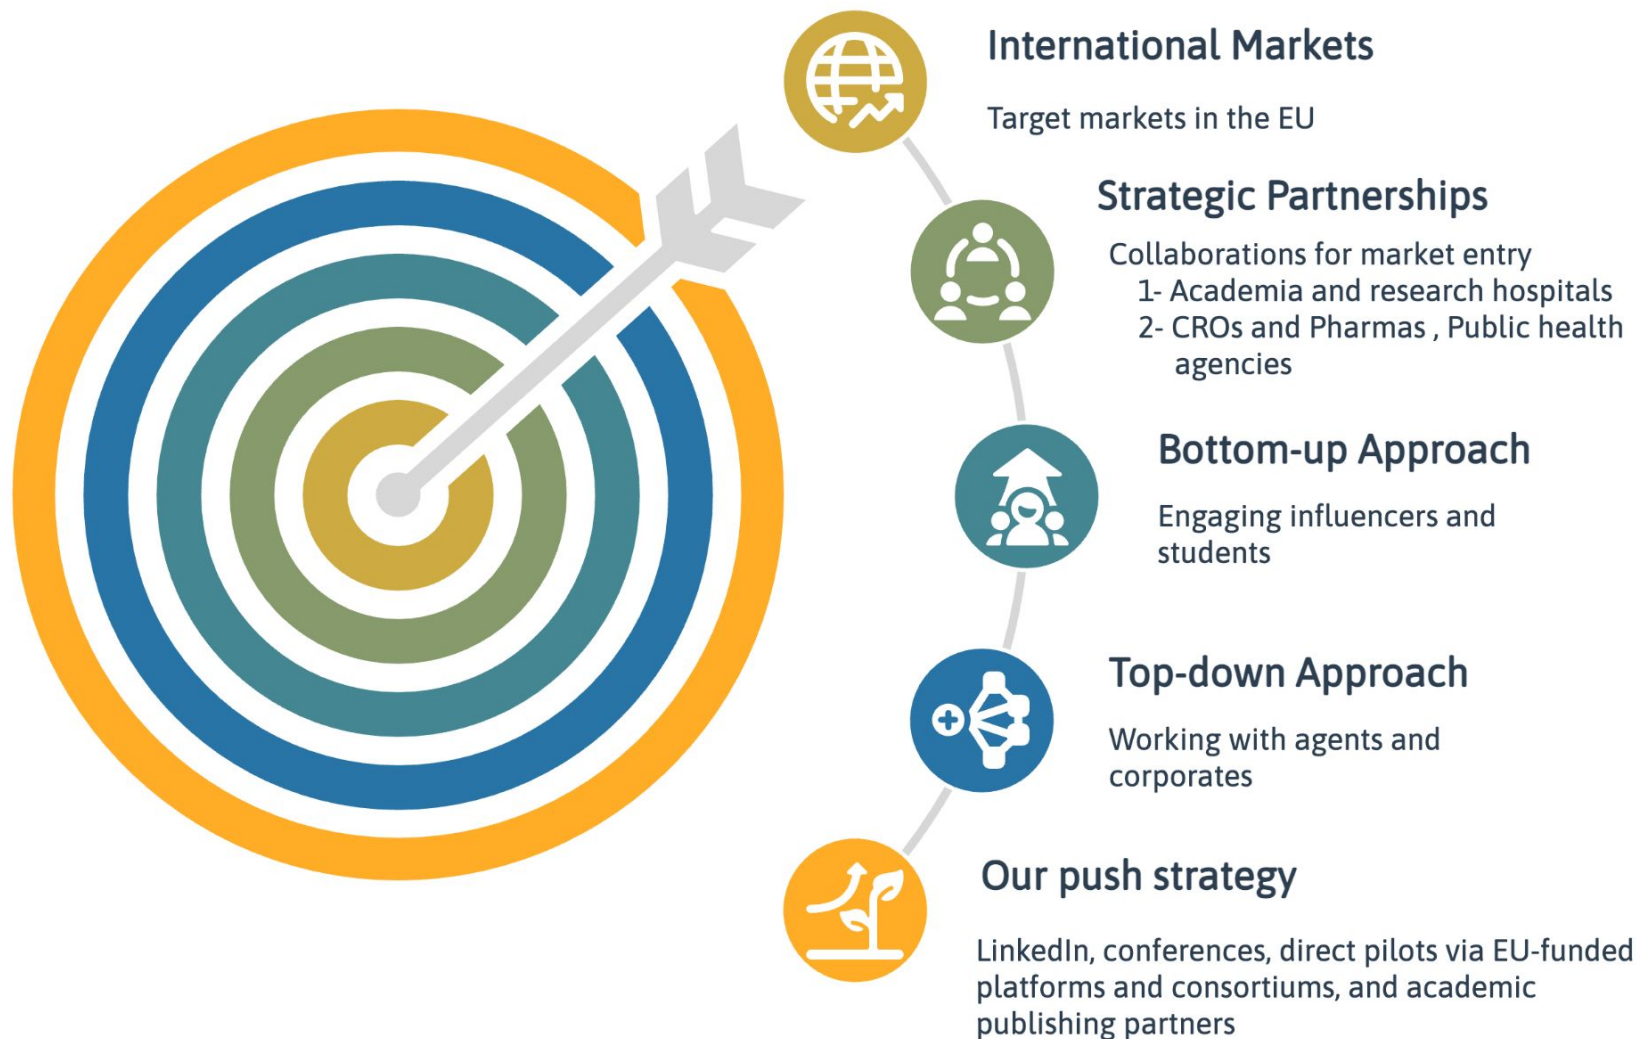 International Markets
Target markets in the EU
Strategic Partnerships
Collaborations for market entry
1- Academia and research hospitals
2- CROs and Pharmas , Public health
agencies
Bottom-up Approach
Engaging influencers and
students
Top-down Approach
Working with agents and
corporates
Our push strategy
LinkedIn, conferences, direct pilots via EU-funded
platforms and consortiums, and academic
publishing partners